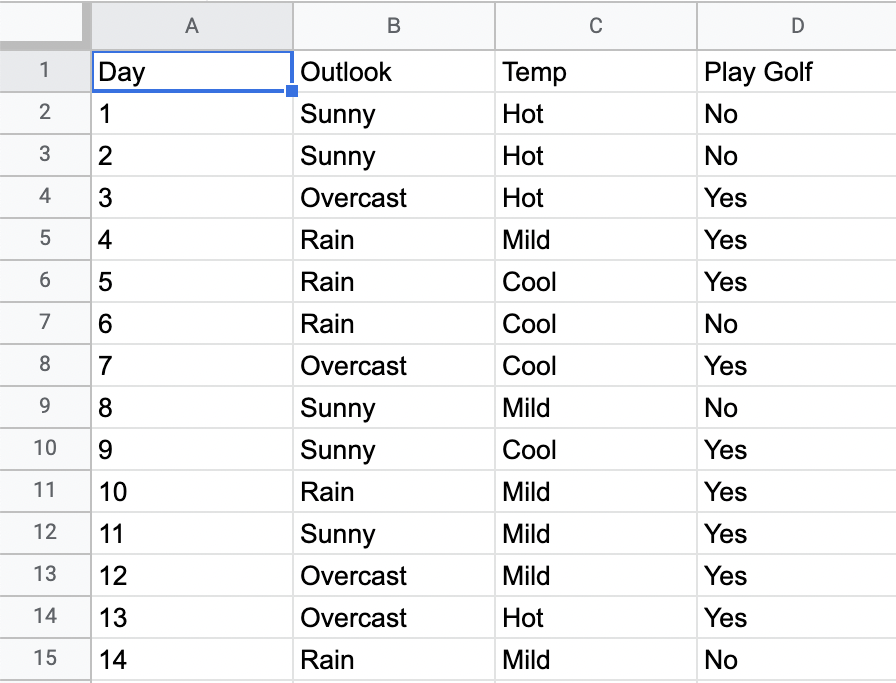 A B C D
1 Day Outlook Temp Play Golf
2 1 Sunny Hot No
3 2 Sunny Hot No
4 3 Overcast Hot Yes
5 4 Rain Mild Yes
6 5 Rain Cool Yes
7 6 Rain Cool No
8 7 Overcast Cool Yes
9 8 Sunny Mild No
10 9 Sunny Cool Yes
11 10 Rain Mild Yes
12 11 Sunny Mild Yes
13 12 Overcast Mild Yes
14 13 Overcast Hot Yes
15 14 Rain Mild No